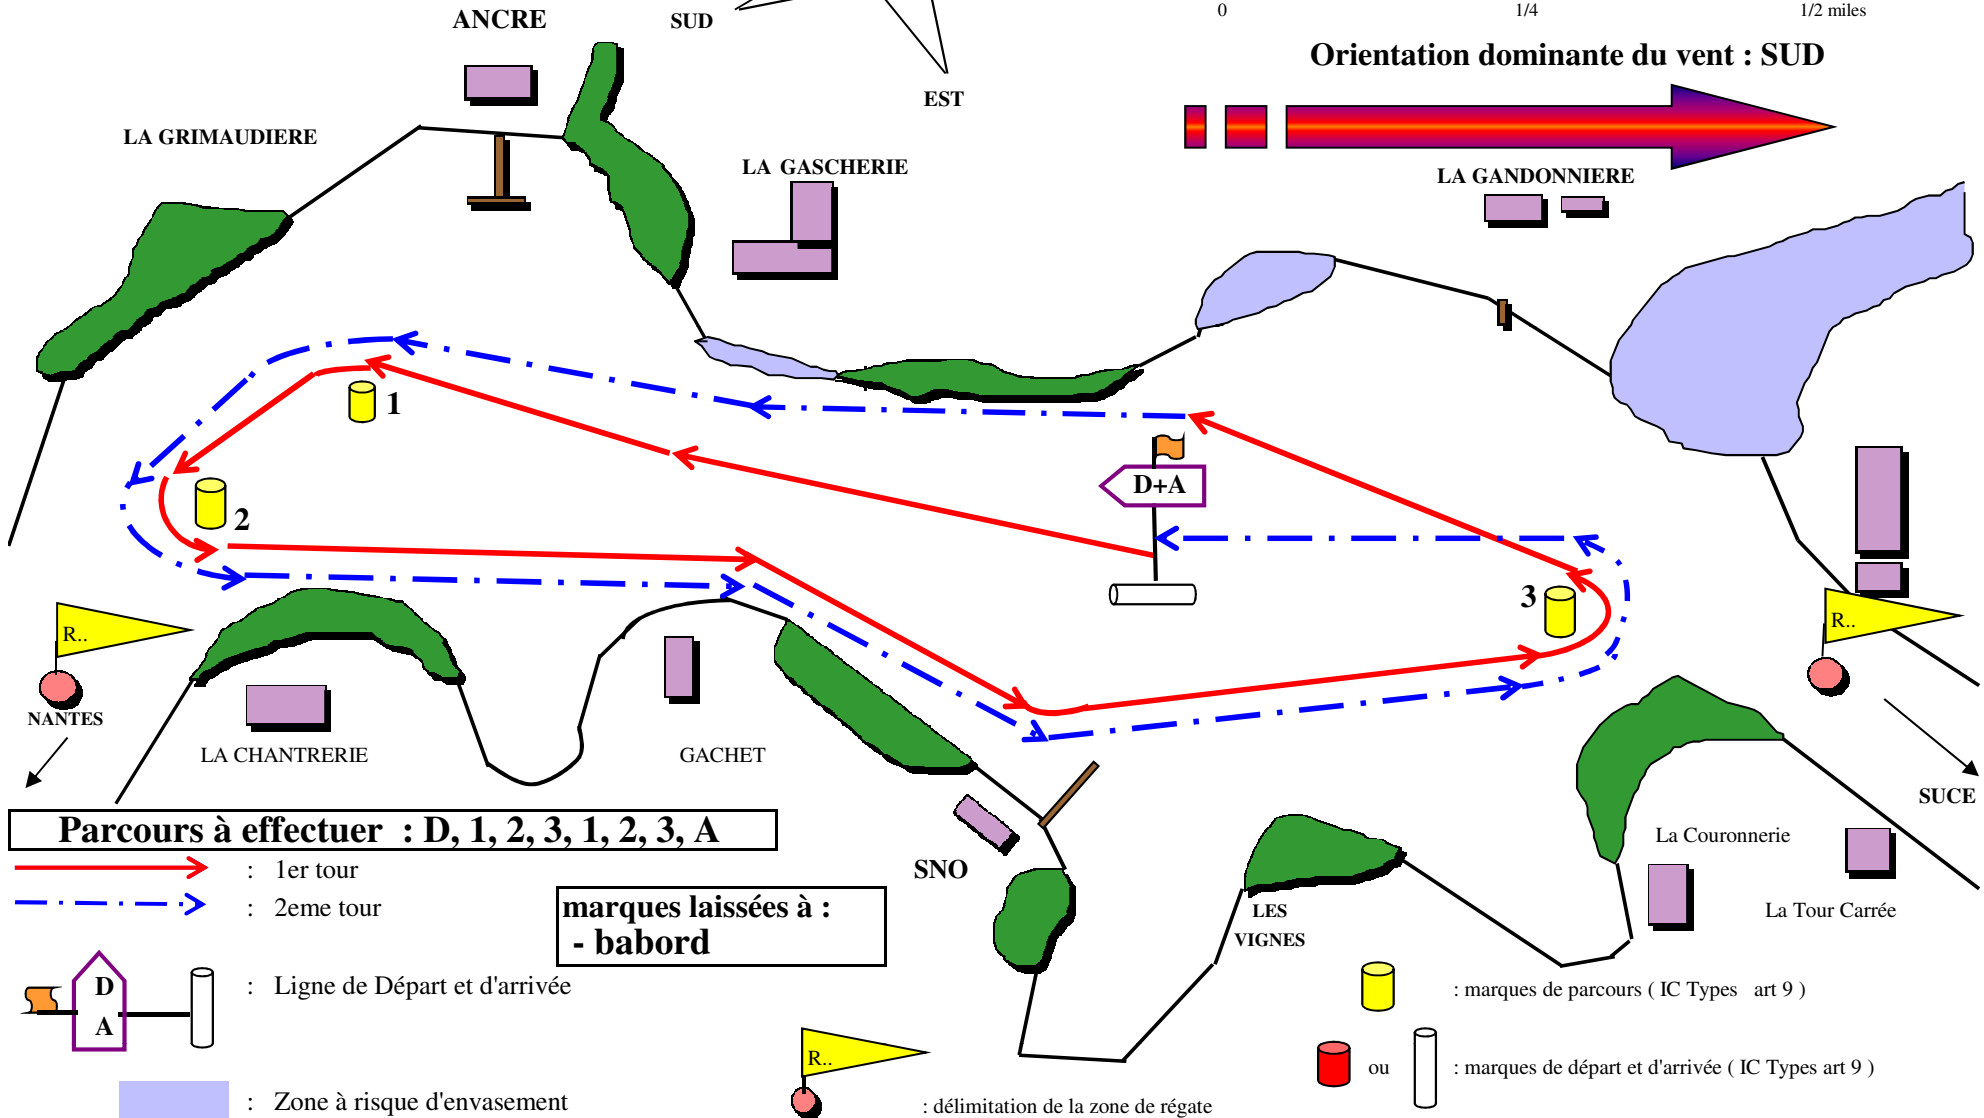 0 1/4 1/2 miles
ANCRE
SUD
Orientation dominante du vent : SUD
EST
LA GRIMAUDIERE
LA GASCHERIE
LA GANDONNIERE
1
D+A
2
3
R..
R..
NANTES
LA CHANTRERIE
GACHET
SUCE
Parcours à effectuer : D, 1, 2, 3, 1, 2, 3, A
La Couronnerie
: 1er tour
SNO
: 2eme tour
marques laissées à :
- babord
LES
VIGNES
La Tour Carrée
D
A
: Ligne de Départ et d'arrivée
: marques de parcours ( IC Types art 9 )
R..
ou : marques de départ et d'arrivée ( IC Types art 9 )
: Zone à risque d'envasement
: délimitation de la zone de régate